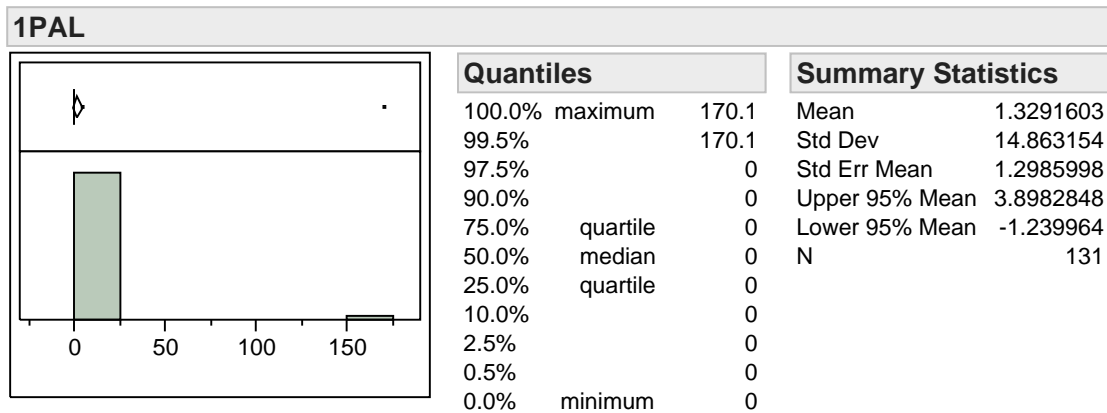 1PAL
0 50 100 150
Quantiles
100.0% maximum 170.1
99.5% 170.1
97.5% 0
90.0% 0
75.0% quartile 0
50.0% median 0
25.0% quartile 0
10.0% 0
2.5% 0
0.5% 0
0.0% minimum 0
Summary Statistics
Mean 1.3291603
Std Dev 14.863154
Std Err Mean 1.2985998
Upper 95% Mean 3.8982848
Lower 95% Mean -1.239964
N 131